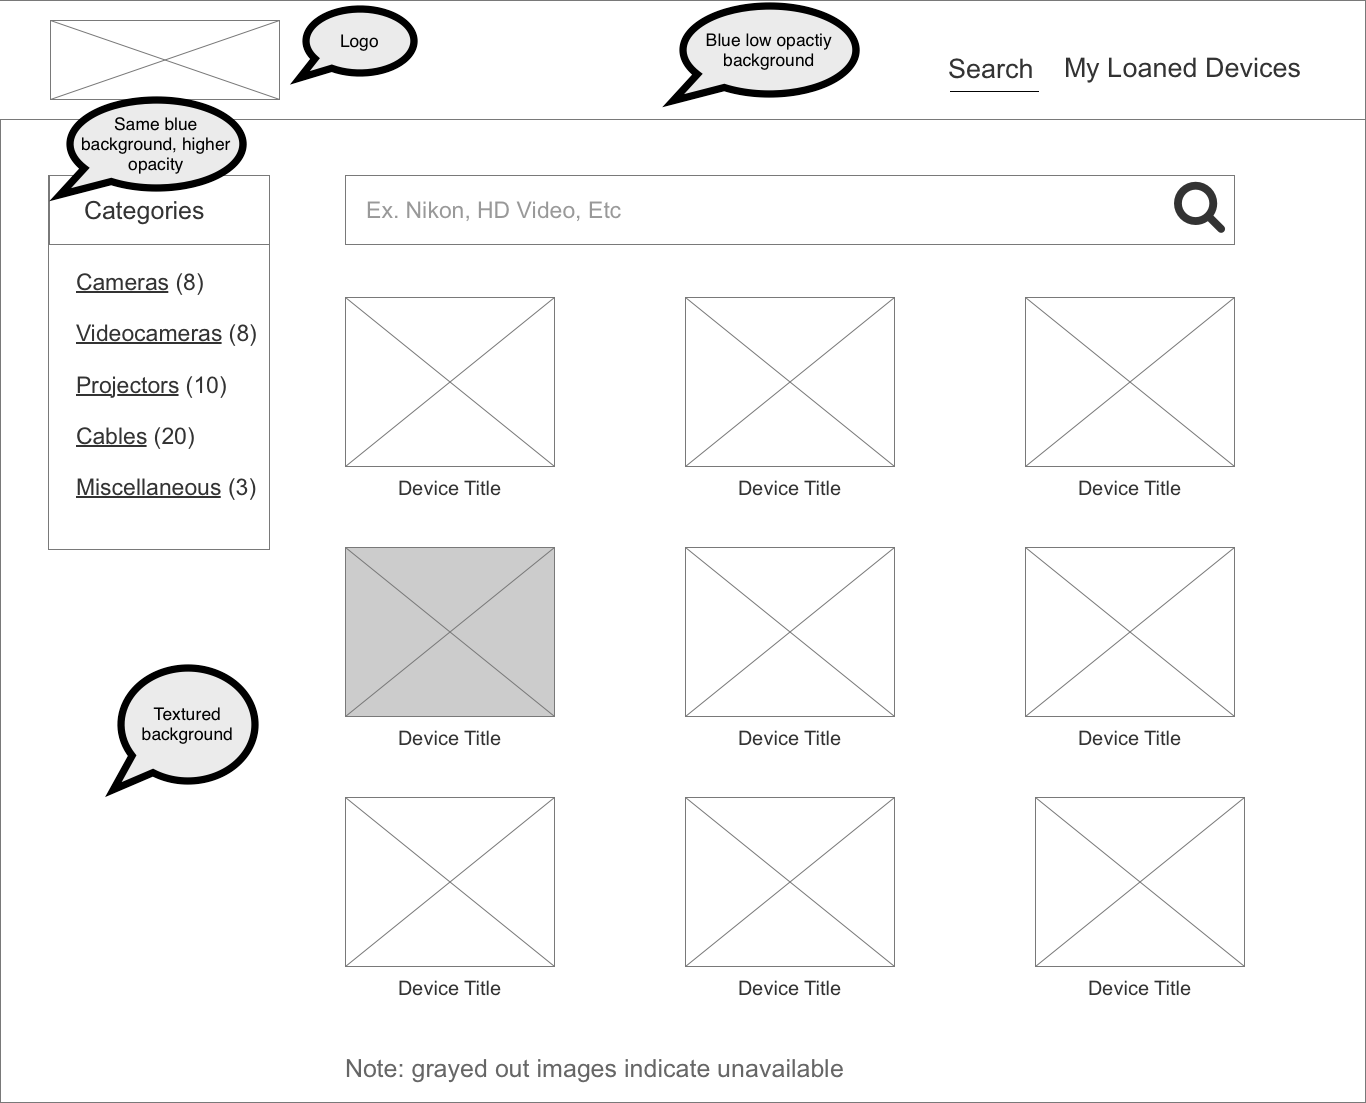 Logo
Blue low opactiy
background
Search
My Loaned Devices
Same blue
background, higher
opacity
Categories
Ex. Nikon, HD Video, Etc
Cameras (8)
Videocameras (8)
Projectors (10)
Cables (20)
Miscellaneous (3)
Device Title
Device Title
Device Title
Textured
background
Device Title
Device Title
Device Title
Device Title
Device Title
Device Title
Note: grayed out images indicate unavailable